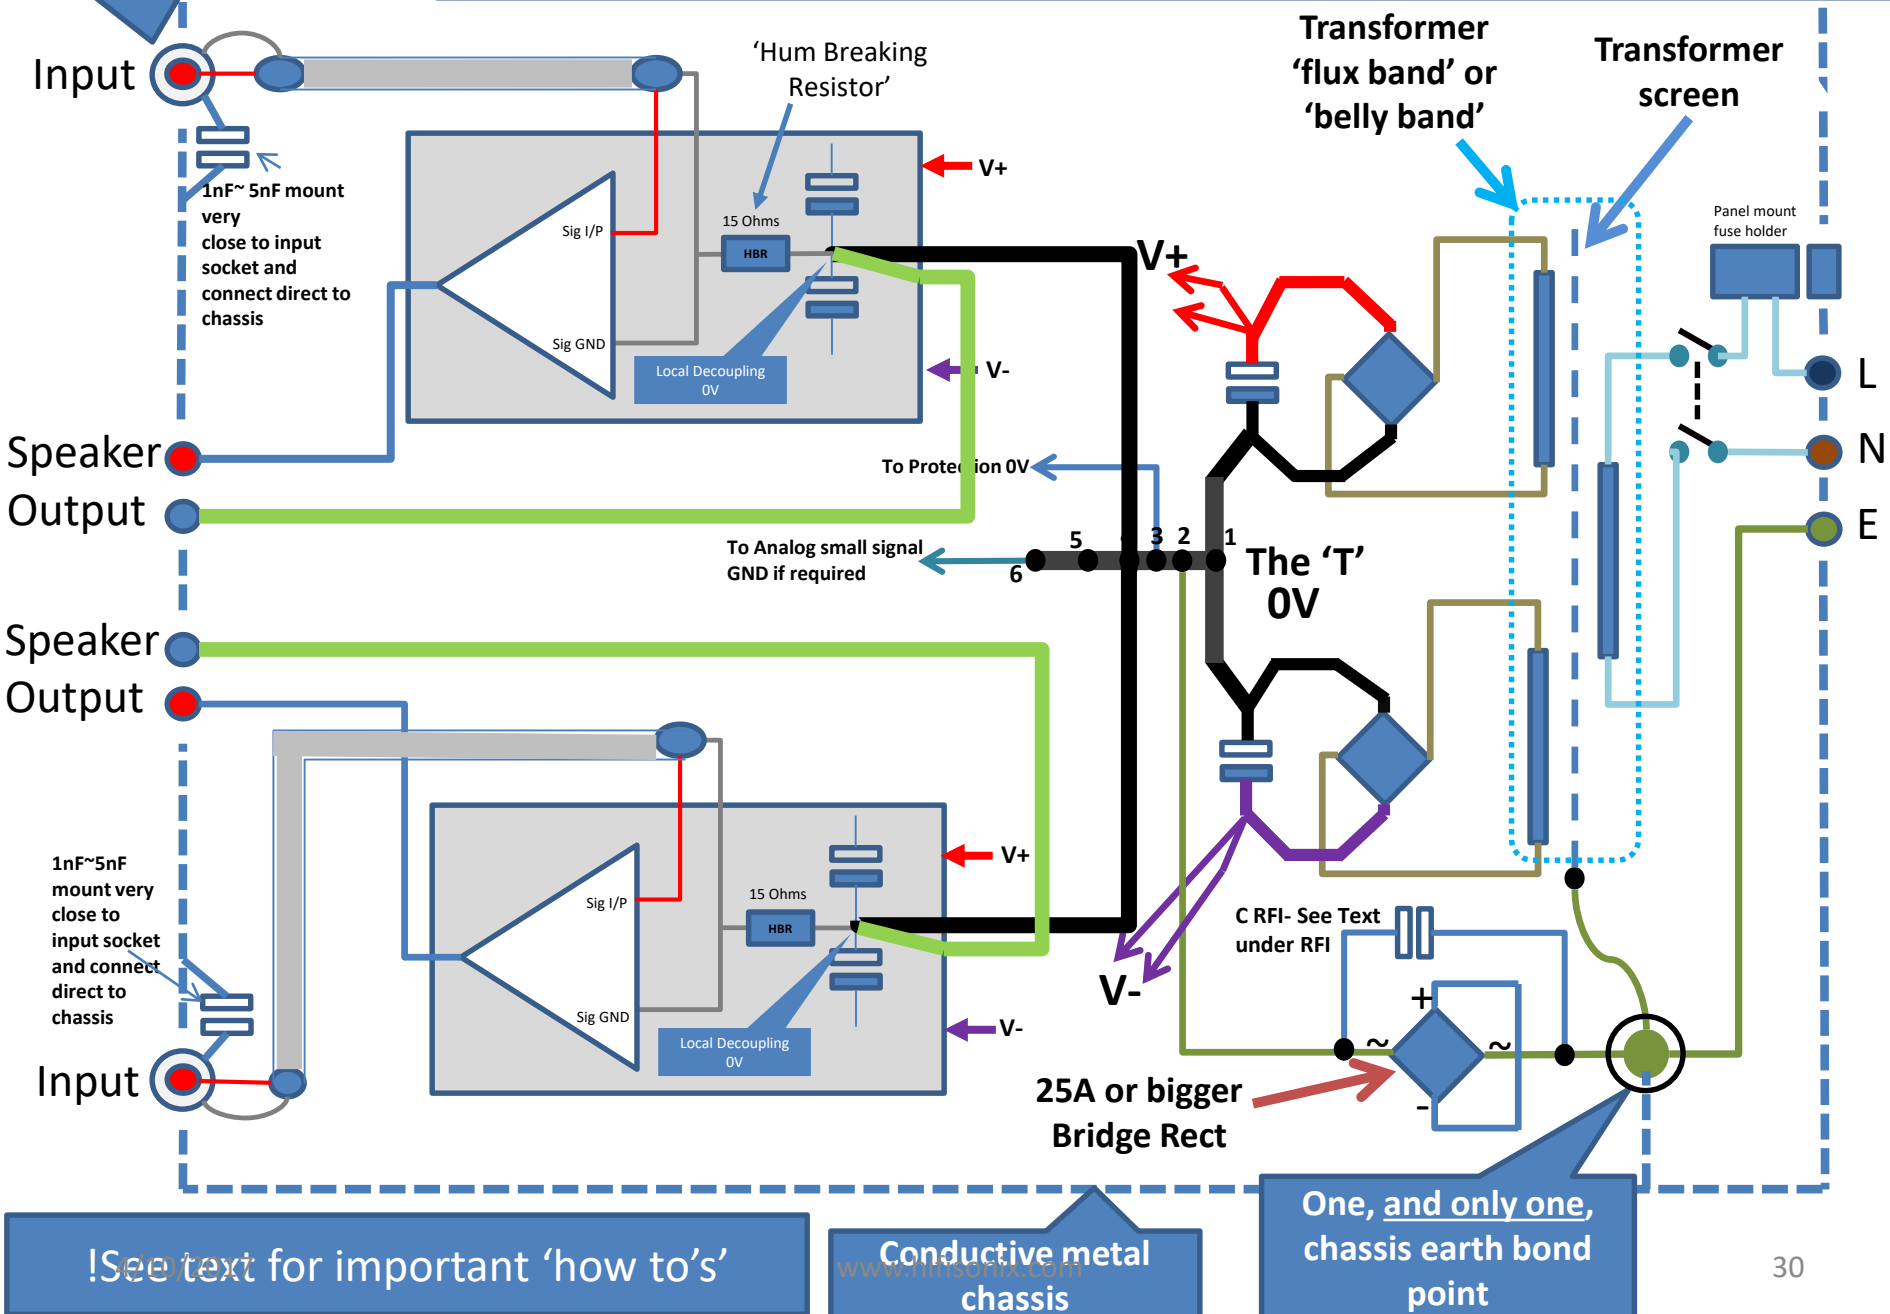 Input
'Hum Breaking
Resistor'
Transformer
'flux band' or
'belly band'
Transformer
screen
1nF~ 5nF mount
very
close to input
socket and
connect direct to
chassis
Sig I/P
15 Ohms
HBR
Sig GND
Local Decoupling
0V
V+
V-
V+
Panel mount
fuse holder
L
N
E
Speaker
Output
To Protection 0V
To Analog small signal
GND if required
6
5
3
2
1
The 'T'
0V
Speaker
Output
1nF~5nF
mount very
close to
input socket
and connect
direct to
chassis
Sig I/P
15 Ohms
HBR
Sig GND
Local Decoupling
0V
V+
V-
V-
C RFI- See Text
under RFI
+
~
~
-
25A or bigger
Bridge Rect
Input
One, and only one,
chassis earth bond
point
Conductive metal
chassis
!See text for important 'how to's'
4/10/2017
www.hifisonix.com
30